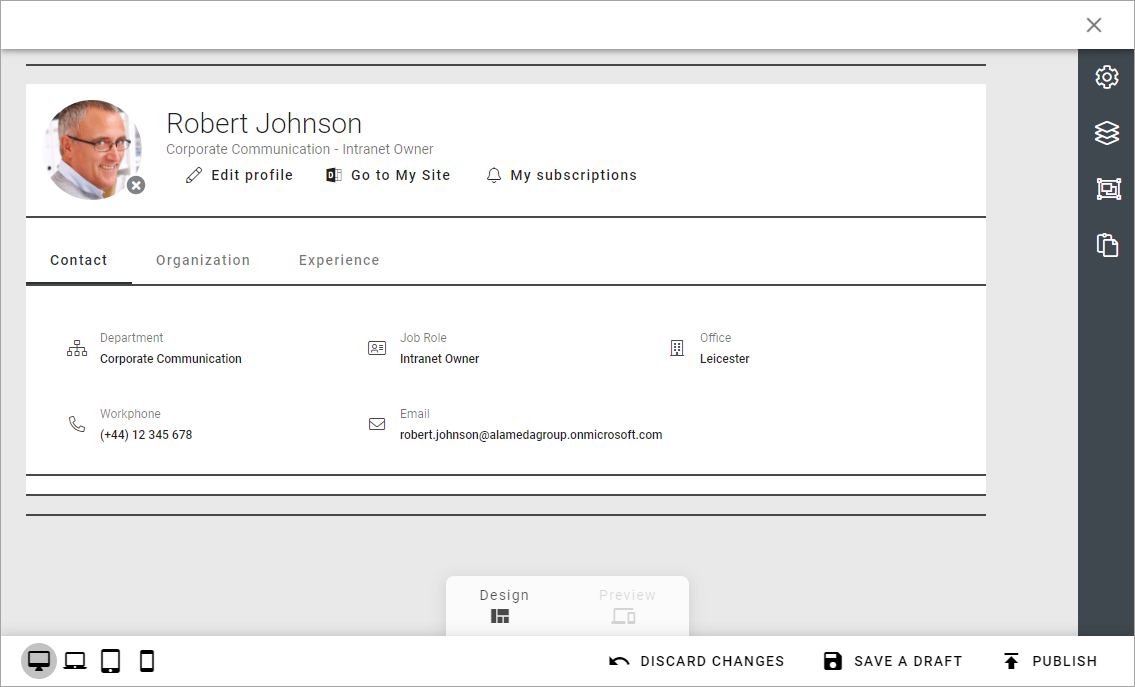 Robert Johnson
Corporate Communication - Intranet Owner
Edit profile
Go to My Site
My subscriptions
Contact
Organization
Experience
Department
Corporate Communication
Job Role
Intranet Owner
Office
Leicester
Workphone
(+44) 12 345 678
Email
robert.johnson@alamedagroup.onmicrosoft.com
Design
Preview
DISCARD CHANGES
SAVE A DRAFT
PUBLISH